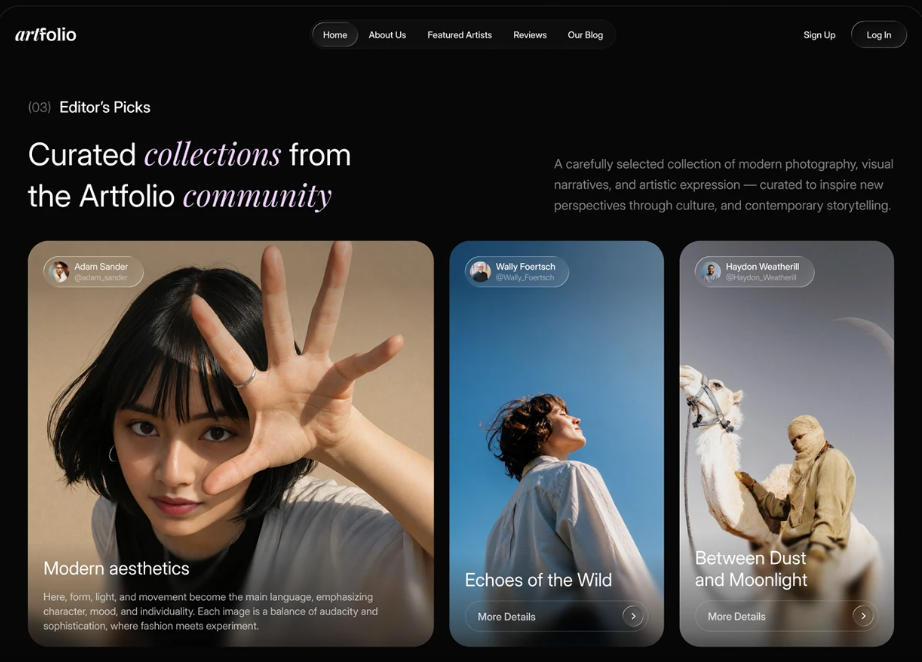 artfolio
Home
About Us
Featured Artists
Reviews
Our Blog
Sign Up
Log In
(03) Editor’s Picks
Curated collections from
the Artfolio community
A carefully selected collection of modern photography, visual
narratives, and artistic expression — curated to inspire new
perspectives through culture, and contemporary storytelling.
Adam Sander
@adam_sander
Modern aesthetics
Here, form, light, and movement become the main language, emphasizing
character, mood, and individuality. Each image is a balance of audacity and
sophistication, where fashion meets experiment.
Wally Foertsch
@Wally_Foertsch
Echoes of the Wild
More Details
Haydon Weatherill
@Haydon_Weatherill
Between Dust
and Moonlight
More Details